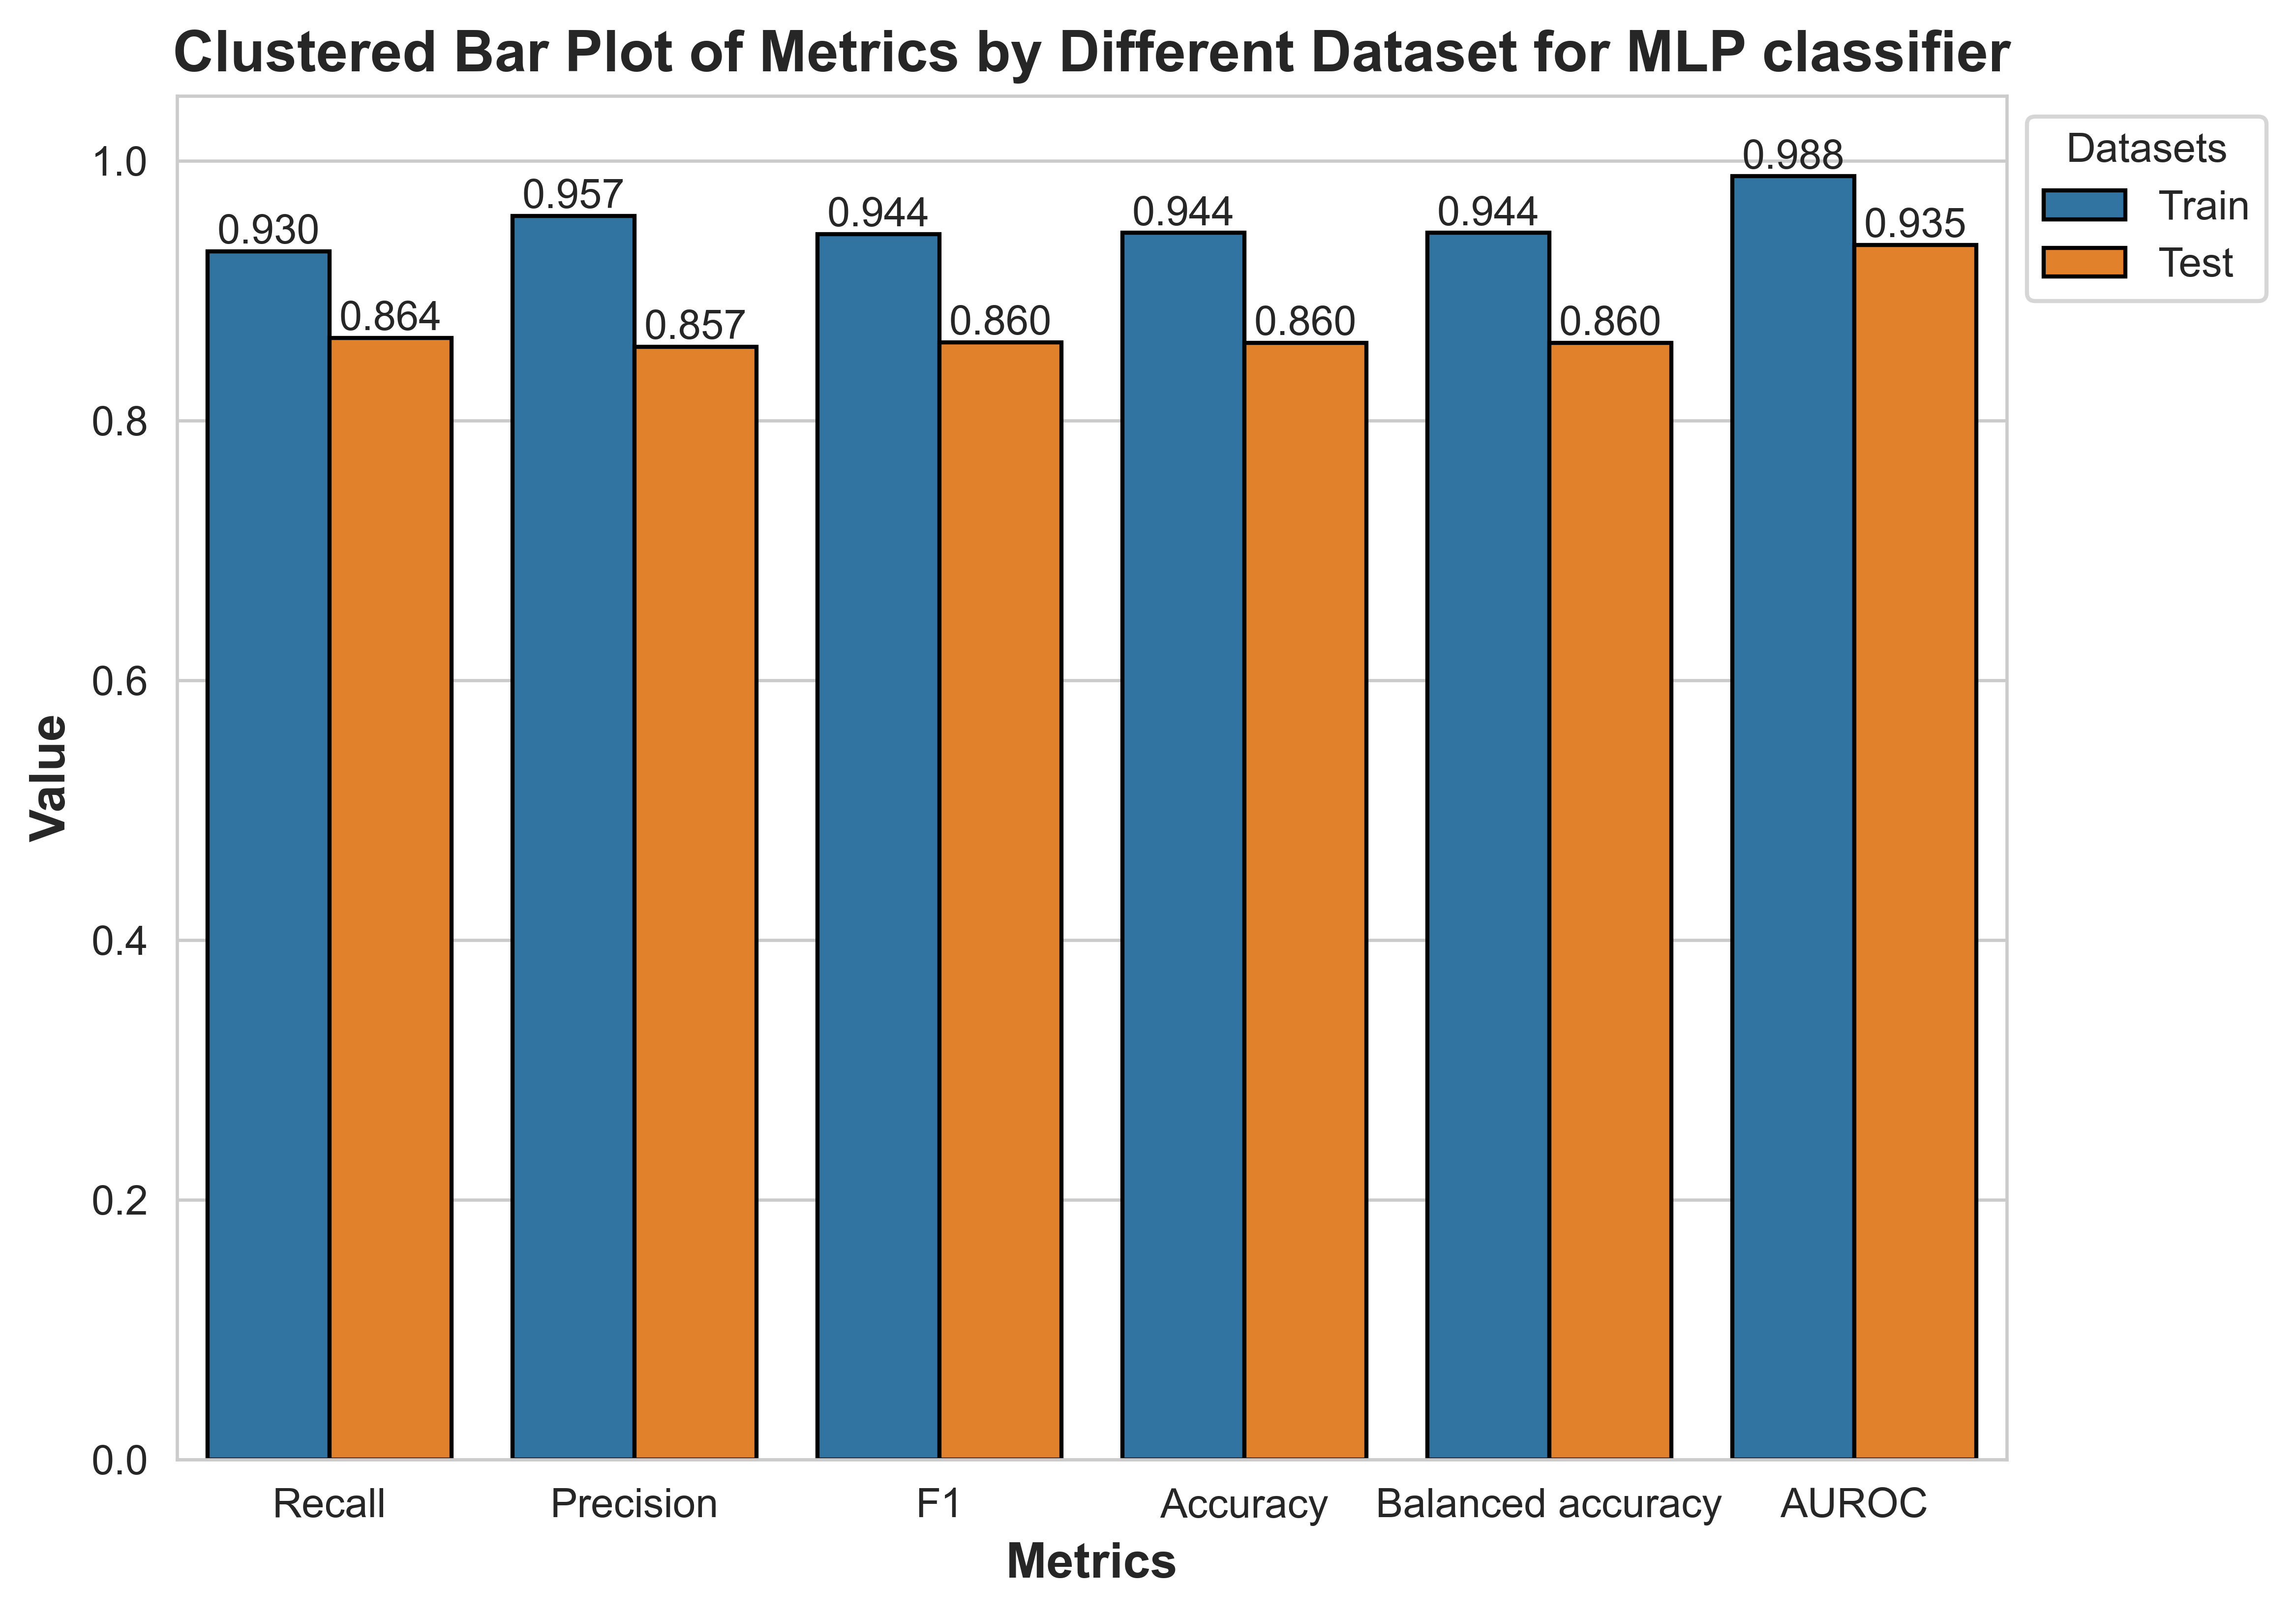 Clustered Bar Plot of Metrics by Different Dataset for MLP classifier
Datasets
Train
Test
Value
1.0
0.8
0.6
0.4
0.2
0.0
0.930
0.864
0.957
0.857
0.944
0.860
0.944
0.860
0.944
0.860
0.988
0.935
Recall
Precision
F1
Accuracy
Balanced accuracy
AUROC
Metrics